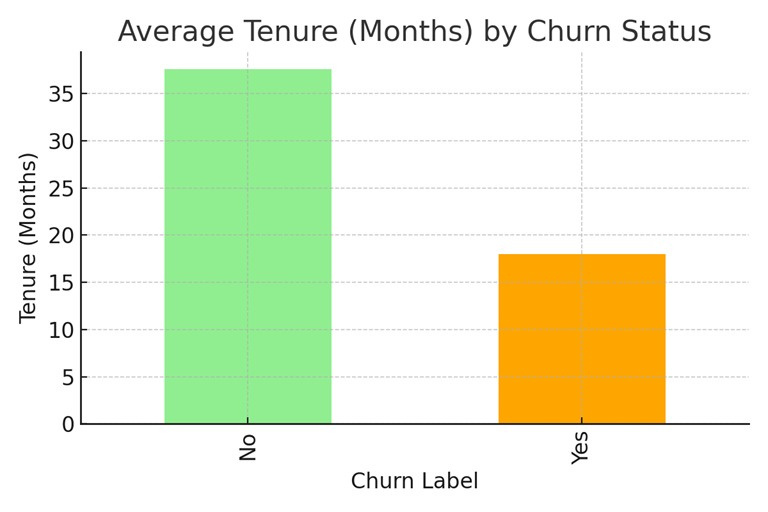 Average Tenure (Months) by Churn Status
Tenure (Months)
35
30
25
20
15
10
5
0
No
Yes
Churn Label